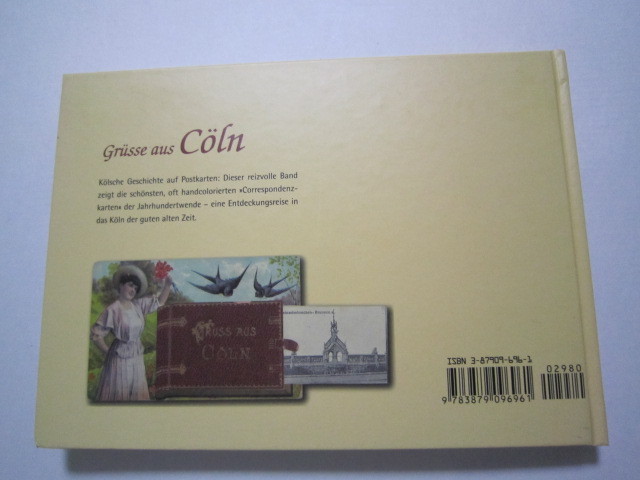 Grüsse aus Cöln
Kölsche Geschichte auf Postkarten: Dieser reizvolle Band
zeigt die schönsten, oft handcolorierten »Correspondenz-
karten« der Jahrhundertwende – eine Entdeckungsreise in
das Köln der guten alten Zeit.
GRUSS AUS
CÖLN
ISBN 3-87909-696-1
02980
9 783879 096961